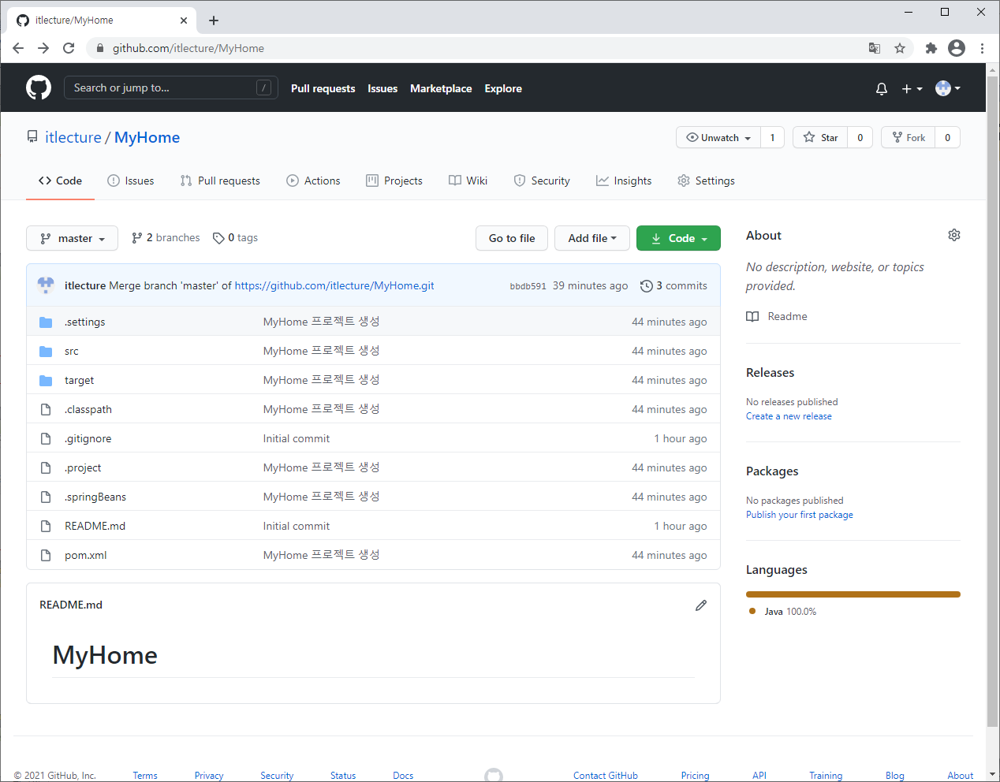 itlecture/MyHome
github.com/itlecture/MyHome
Search or jump to... / Pull requests Issues Marketplace Explore
itlecture / MyHome Unwatch 1 Star 0 Fork 0
Code Issues Pull requests Actions Projects Wiki Security Insights Settings
master 2 branches 0 tags Go to file Add file Code
itlecture Merge branch 'master' of https://github.com/itlecture/MyHome.git bbdb591 39 minutes ago 3 commits
.settings MyHome 프로젝트 생성 44 minutes ago
src MyHome 프로젝트 생성 44 minutes ago
target MyHome 프로젝트 생성 44 minutes ago
.classpath MyHome 프로젝트 생성 44 minutes ago
.gitignore Initial commit 1 hour ago
.project MyHome 프로젝트 생성 44 minutes ago
.springBeans MyHome 프로젝트 생성 44 minutes ago
README.md Initial commit 1 hour ago
pom.xml MyHome 프로젝트 생성 44 minutes ago
README.md
MyHome
About
No description, website, or topics
provided.
Readme
Releases
No releases published
Create a new release
Packages
No packages published
Publish your first package
Languages
Java 100.0%
© 2021 GitHub, Inc. Terms Privacy Security Status Docs Contact GitHub Pricing API Training Blog About